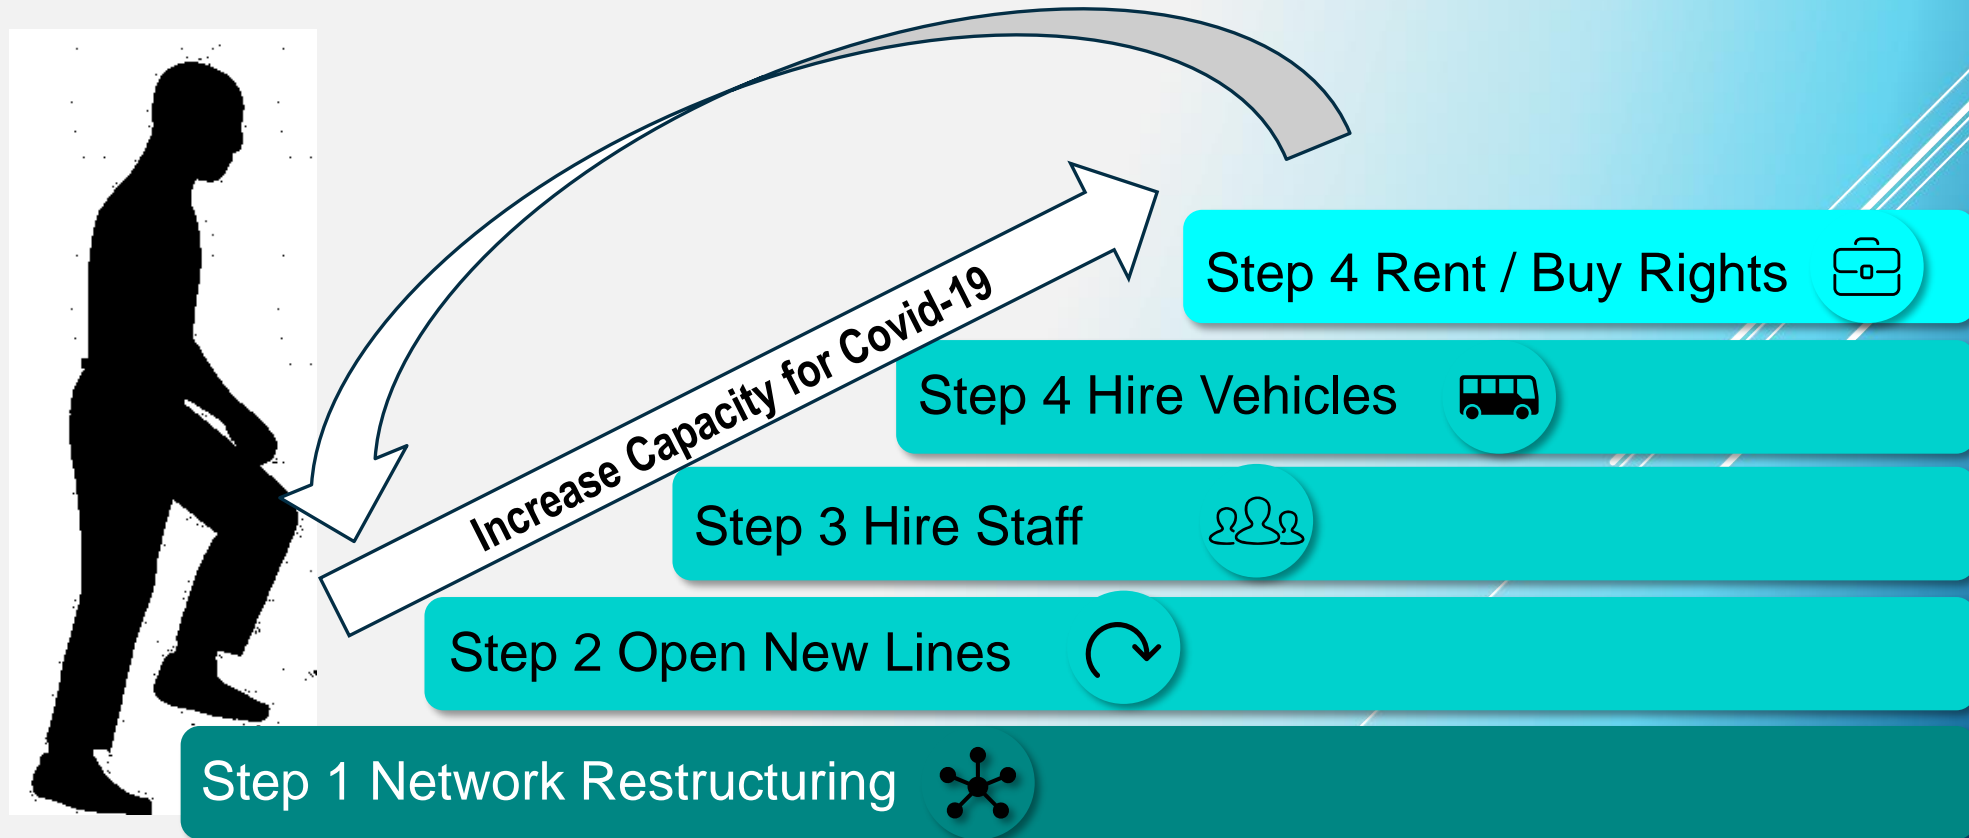 Step 4 Rent / Buy Rights
Increase Capacity for Covid-19
Step 4 Hire Vehicles
Step 3 Hire Staff
Step 2 Open New Lines
Step 1 Network Restructuring